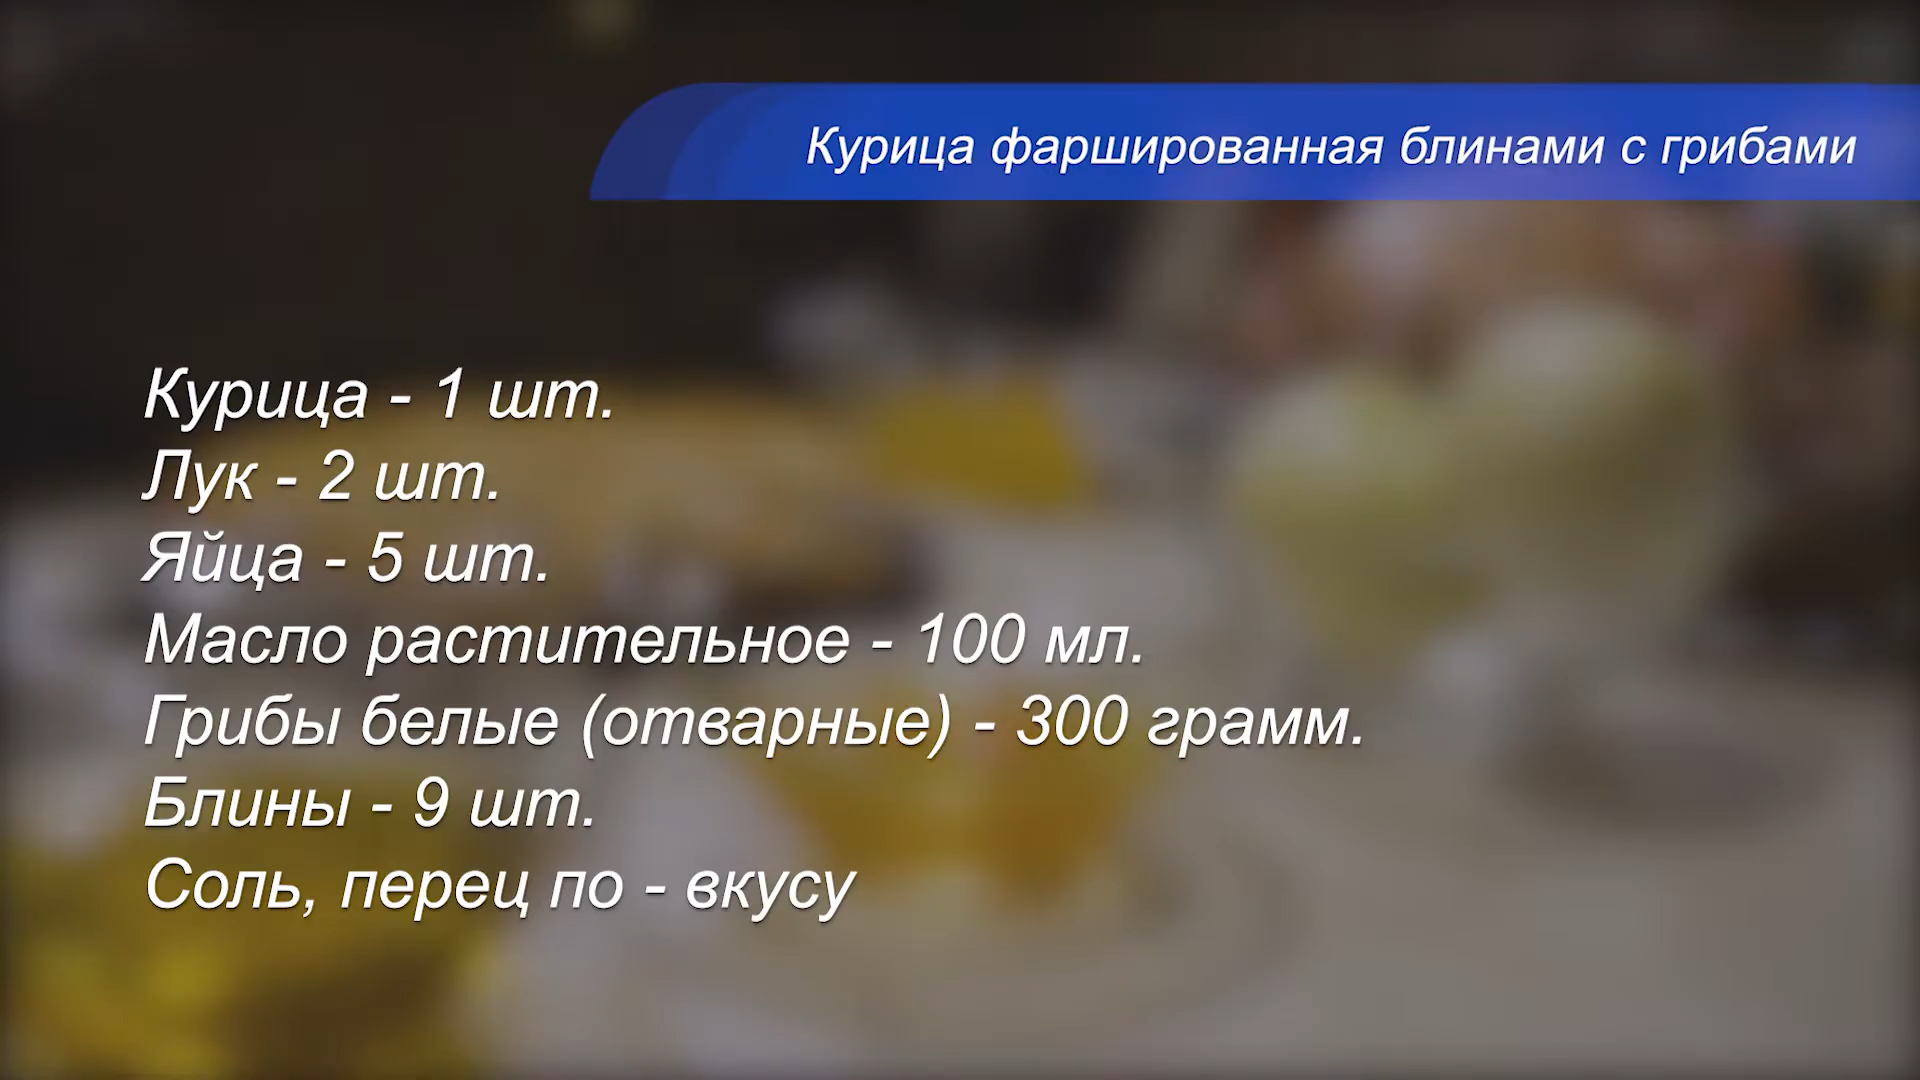 Курица фаршированная блинами с грибами
Курица - 1 шт.
Лук - 2 шт.
Яйца - 5 шт.
Масло растительное - 100 мл.
Грибы белые (отварные) - 300 грамм.
Блины - 9 шт.
Соль, перец по - вкусу